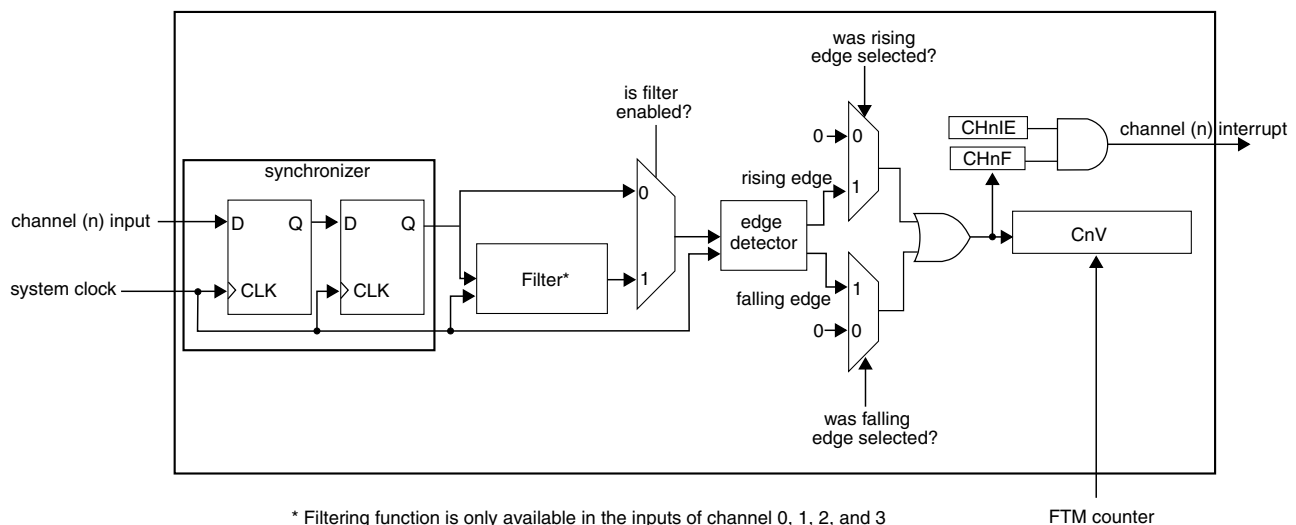 was rising
edge selected?
is filter
enabled?
0
0
CHnIE
channel (n) interrupt
CHnF
synchronizer
rising edge
1
0
channel (n) input
D
Q
D
Q
edge
detector
CnV
Filter*
1
system clock
CLK
CLK
falling edge
1
0
0
was falling
edge selected?
* Filtering function is only available in the inputs of channel 0, 1, 2, and 3
FTM counter